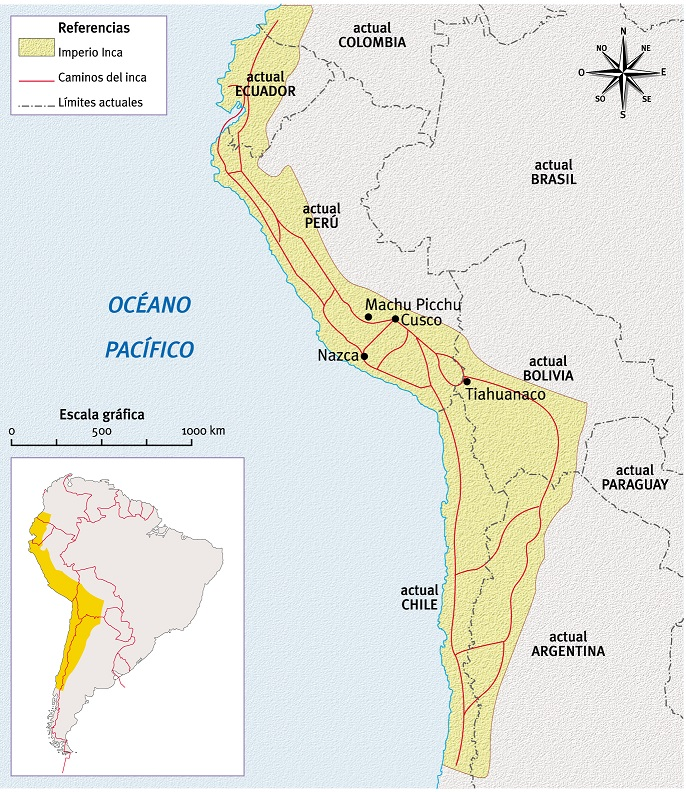 Referencias
Imperio Inca
Caminos del inca
Límites actuales
actual
COLOMBIA
N
NO
NE
O
E
SO
SE
S
actual
ECUADOR
actual
BRASIL
actual
PERÚ
OCÉANO
PACÍFICO
Machu Picchu
Cusco
Nazca
actual
BOLIVIA
Tiahuanaco
Escala gráfica
0
500
1000 km
actual
PARAGUAY
actual
CHILE
actual
ARGENTINA